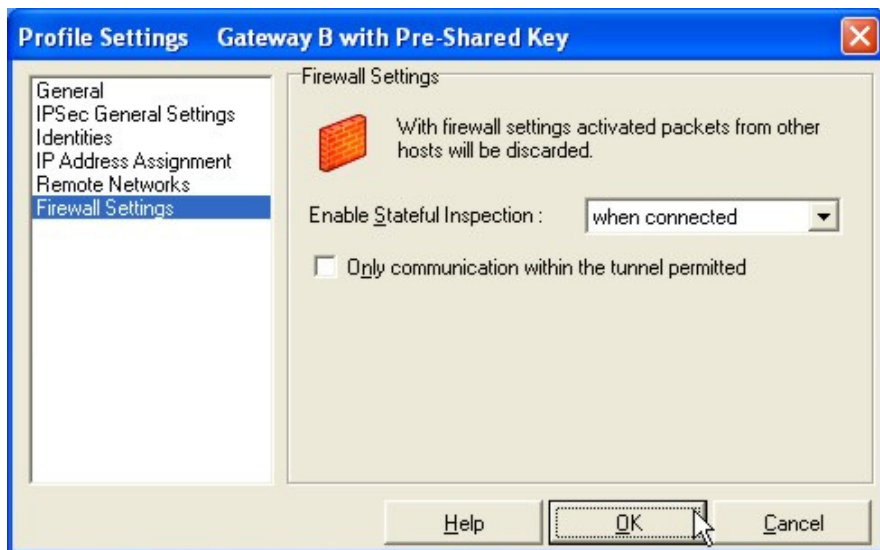 Profile Settings Gateway B with Pre-Shared Key
General
IPSec General Settings
Identities
IP Address Assignment
Remote Networks
Firewall Settings
Firewall Settings
With firewall settings activated packets from other
hosts will be discarded.
Enable Stateful Inspection : when connected
Only communication within the tunnel permitted
Help OK Cancel